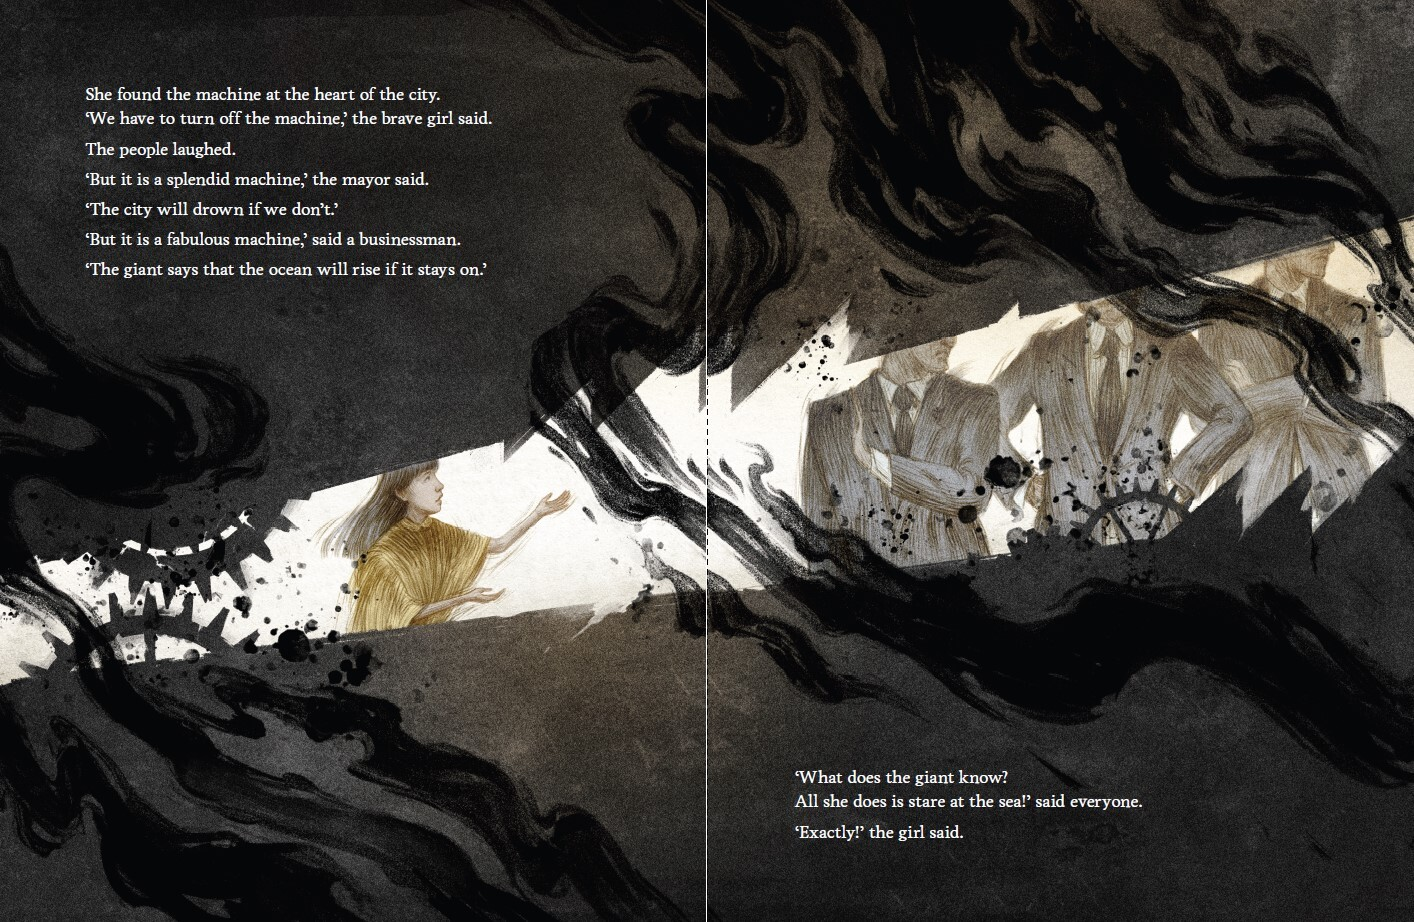 She found the machine at the heart of the city.
‘We have to turn off the machine,’ the brave girl said.
The people laughed.
‘But it is a splendid machine,’ the mayor said.
‘The city will drown if we don’t.’
‘But it is a fabulous machine,’ said a businessman.
‘The giant says that the ocean will rise if it stays on.’
‘What does the giant know?
All she does is stare at the sea!’ said everyone.
‘Exactly!’ the girl said.